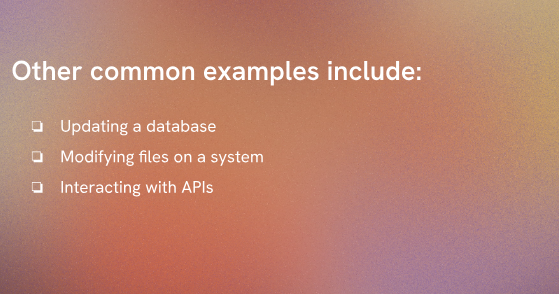 Other common examples include:
❏ Updating a database
❏ Modifying files on a system
❏ Interacting with APIs